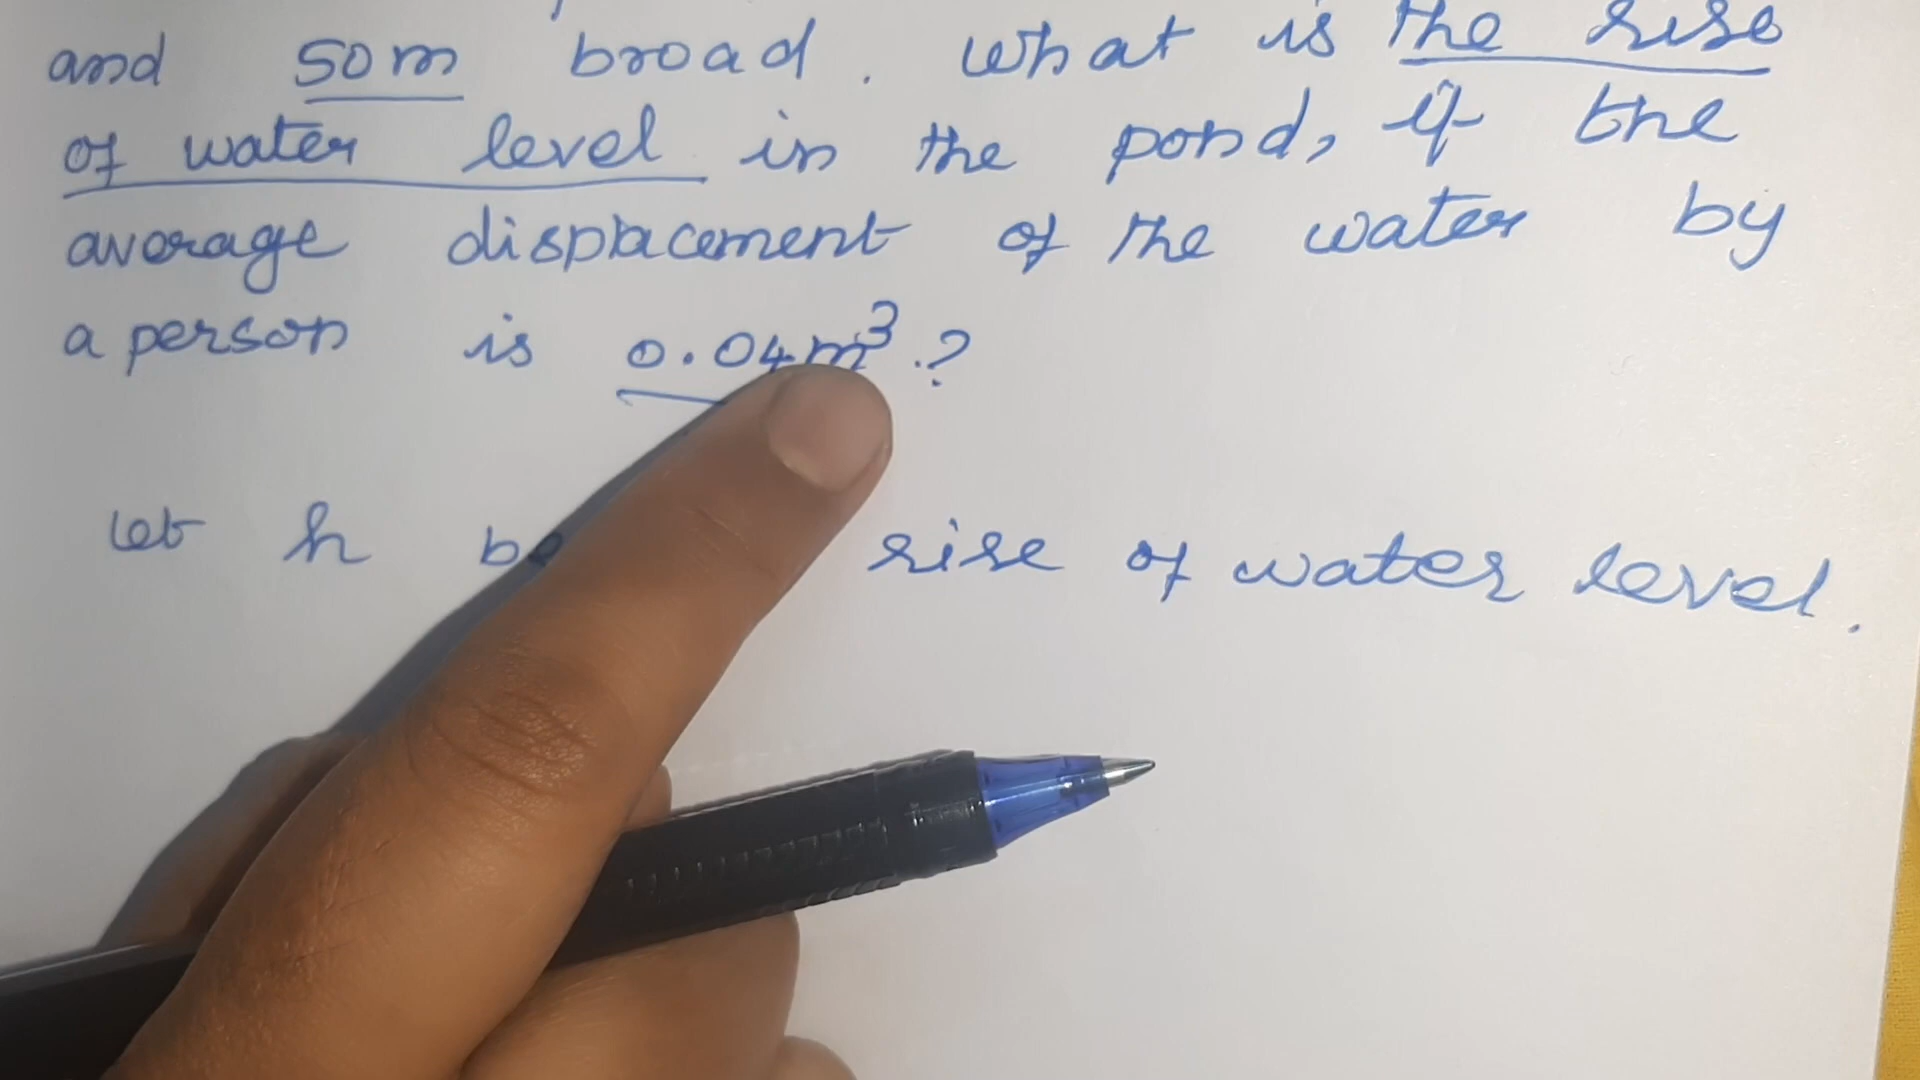 and 50m broad. What is the rise
of water level in the pond, if the
average displacement of the water by
a person is 0.04m³.?
Let h be rise of water level.